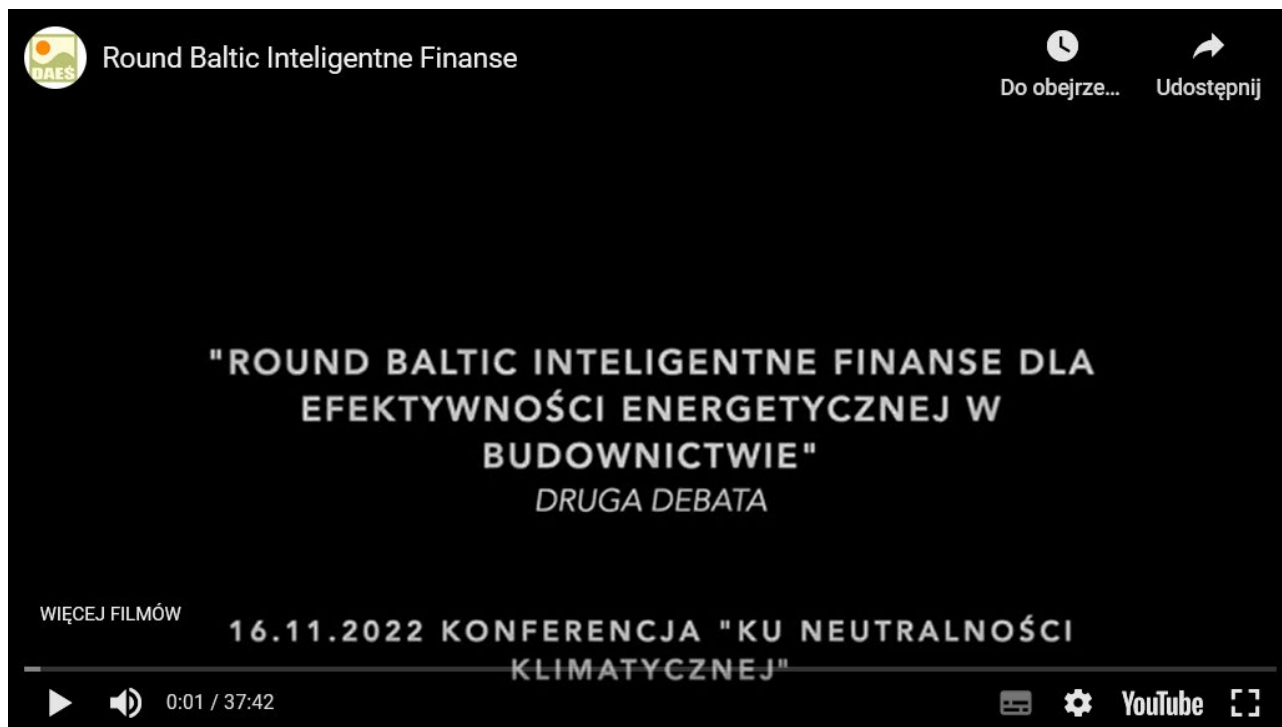 DAEŚ
Round Baltic Inteligentne Finanse
Do obejrze...
Udostępnij
"ROUND BALTIC INTELIGENTNE FINANSE DLA
EFEKTYWNOŚCI ENERGETYCZNEJ W
BUDOWNICTWIE"
DRUGA DEBATA
WIĘCEJ FILMÓW
16.11.2022 KONFERENCJA "KU NEUTRALNOŚCI
KLIMATYCZNEJ"
0:01 / 37:42
YouTube